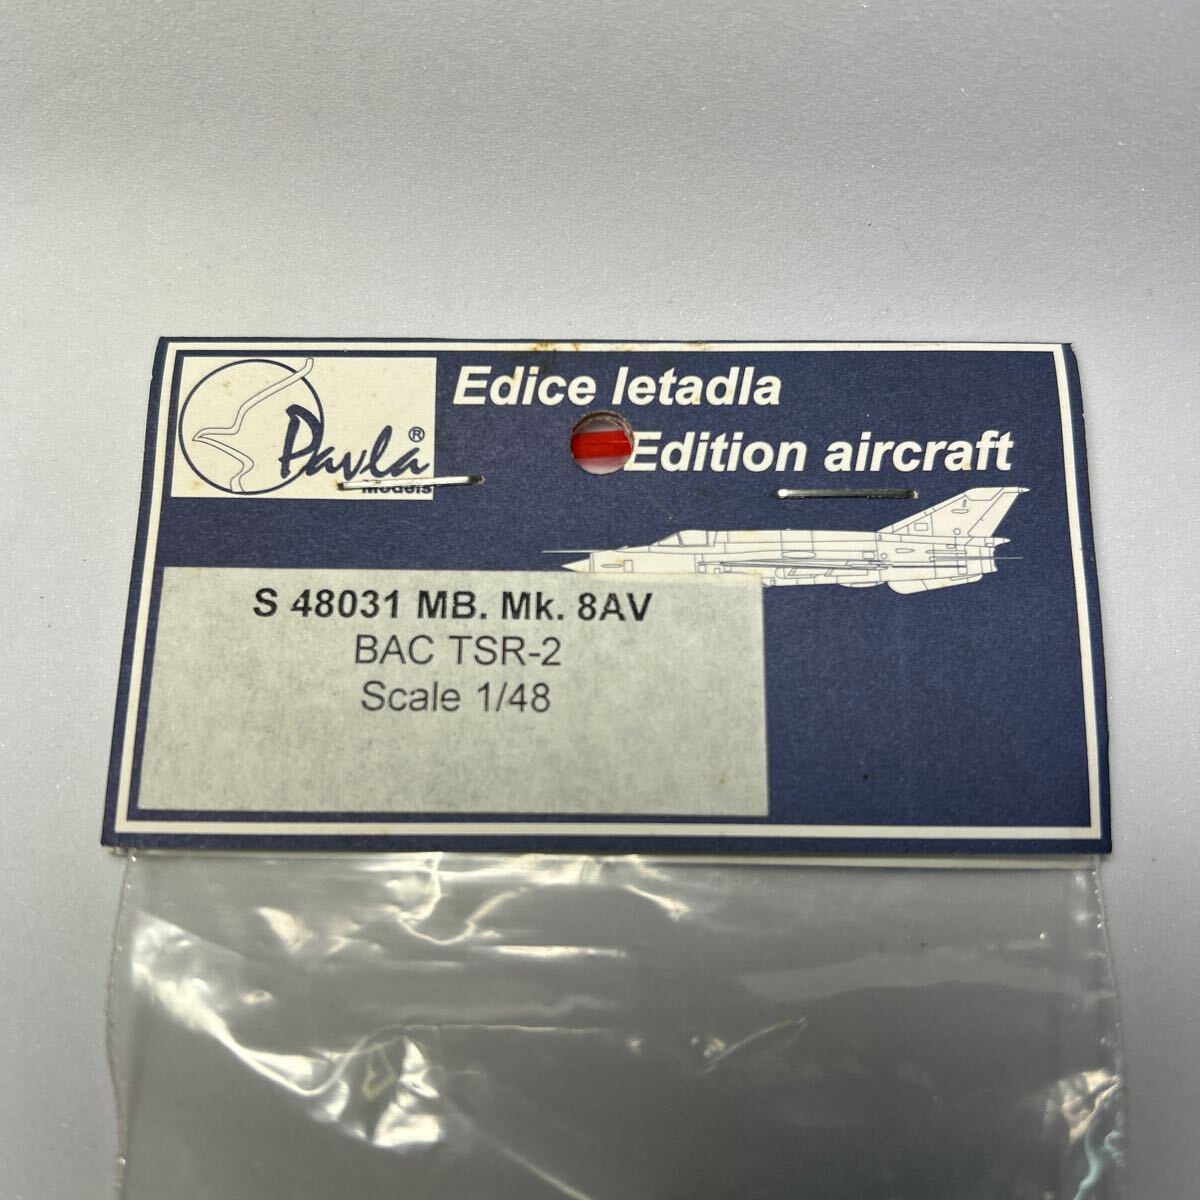 Pavla®
Models
Edice letadla
Edition aircraft
S 48031 MB. Mk. 8AV
BAC TSR-2
Scale 1/48